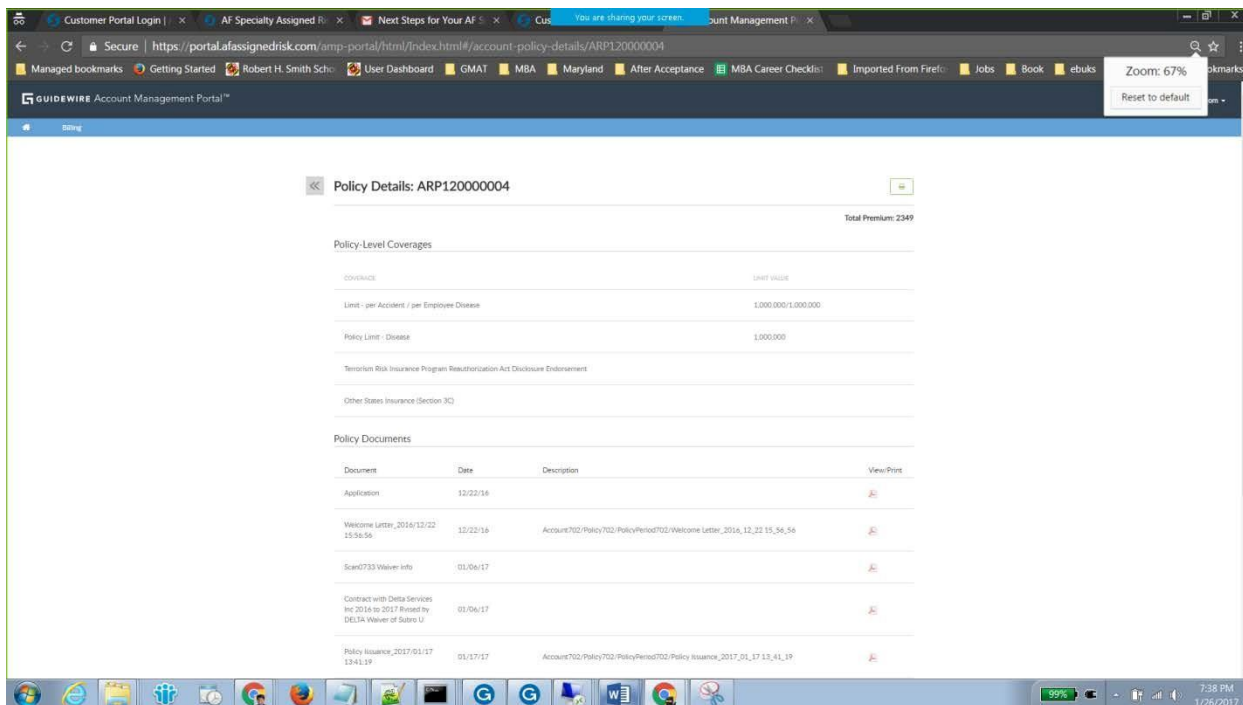 Customer Portal Login |
AF Specialty Assigned Ri
Next Steps for Your AF S
Cus
You are sharing your screen.
ount Management P
Secure | https://portal.afassignedrisk.com/amp-portal/html/Index.html#/account-policy-details/ARP120000004
Managed bookmarks
Getting Started
Robert H. Smith Scho
User Dashboard
GMAT
MBA
Maryland
After Acceptance
MBA Career Checklist
Imported From Firefo
Jobs
Book
ebuks
okmarks
Zoom: 67%
Reset to default
GUIDEWIRE Account Management Portal™
om
Billing
Policy Details: ARP120000004
Total Premium: 2349
Policy-Level Coverages
COVERAGE LIMIT VALUE
Limit - per Accident / per Employee Disease 1,000,000/1,000,000
Policy Limit - Disease 1,000,000
Terrorism Risk Insurance Program Reauthorization Act Disclosure Endorsement
Other States Insurance (Section 3C)
Policy Documents
Document Date Description View/Print
Application 12/22/16
Welcome Letter_2016/12/22
15:56:56
12/22/16 Account702/Policy702/PolicyPeriod702/Welcome Letter_2016_12_22 15_56_56
Scan0733 Waiver info 01/06/17
Contract with Delta Services
Inc 2016 to 2017 Rvised by
DELTA Waiver of Subro U
01/06/17
Policy Issuance_2017/01/17
13:41:19
01/17/17 Account702/Policy702/PolicyPeriod702/Policy Issuance_2017_01_17 13_41_19
99%
7:38 PM
1/26/2017